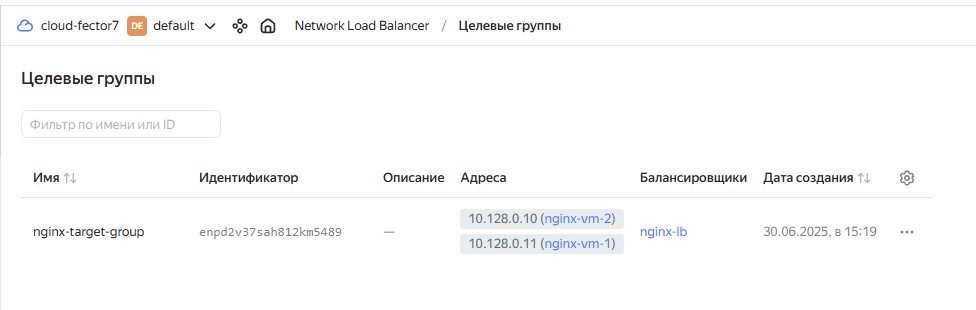 cloud-fector7 DE default Network Load Balancer / Целевые группы
Целевые группы
Фильтр по имени или ID
Имя Идентификатор Описание Адреса Балансировщики Дата создания
nginx-target-group enpd2v37sah812km5489 — 10.128.0.10 (nginx-vm-2) nginx-lb 30.06.2025, в 15:19
10.128.0.11 (nginx-vm-1)